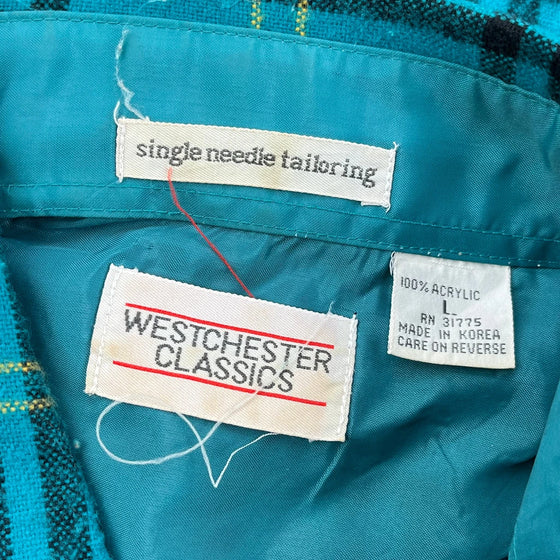 single needle tailoring
WESTCHESTER
CLASSICS
100% ACRYLIC
L
RN 31775
MADE IN KOREA
CARE ON REVERSE